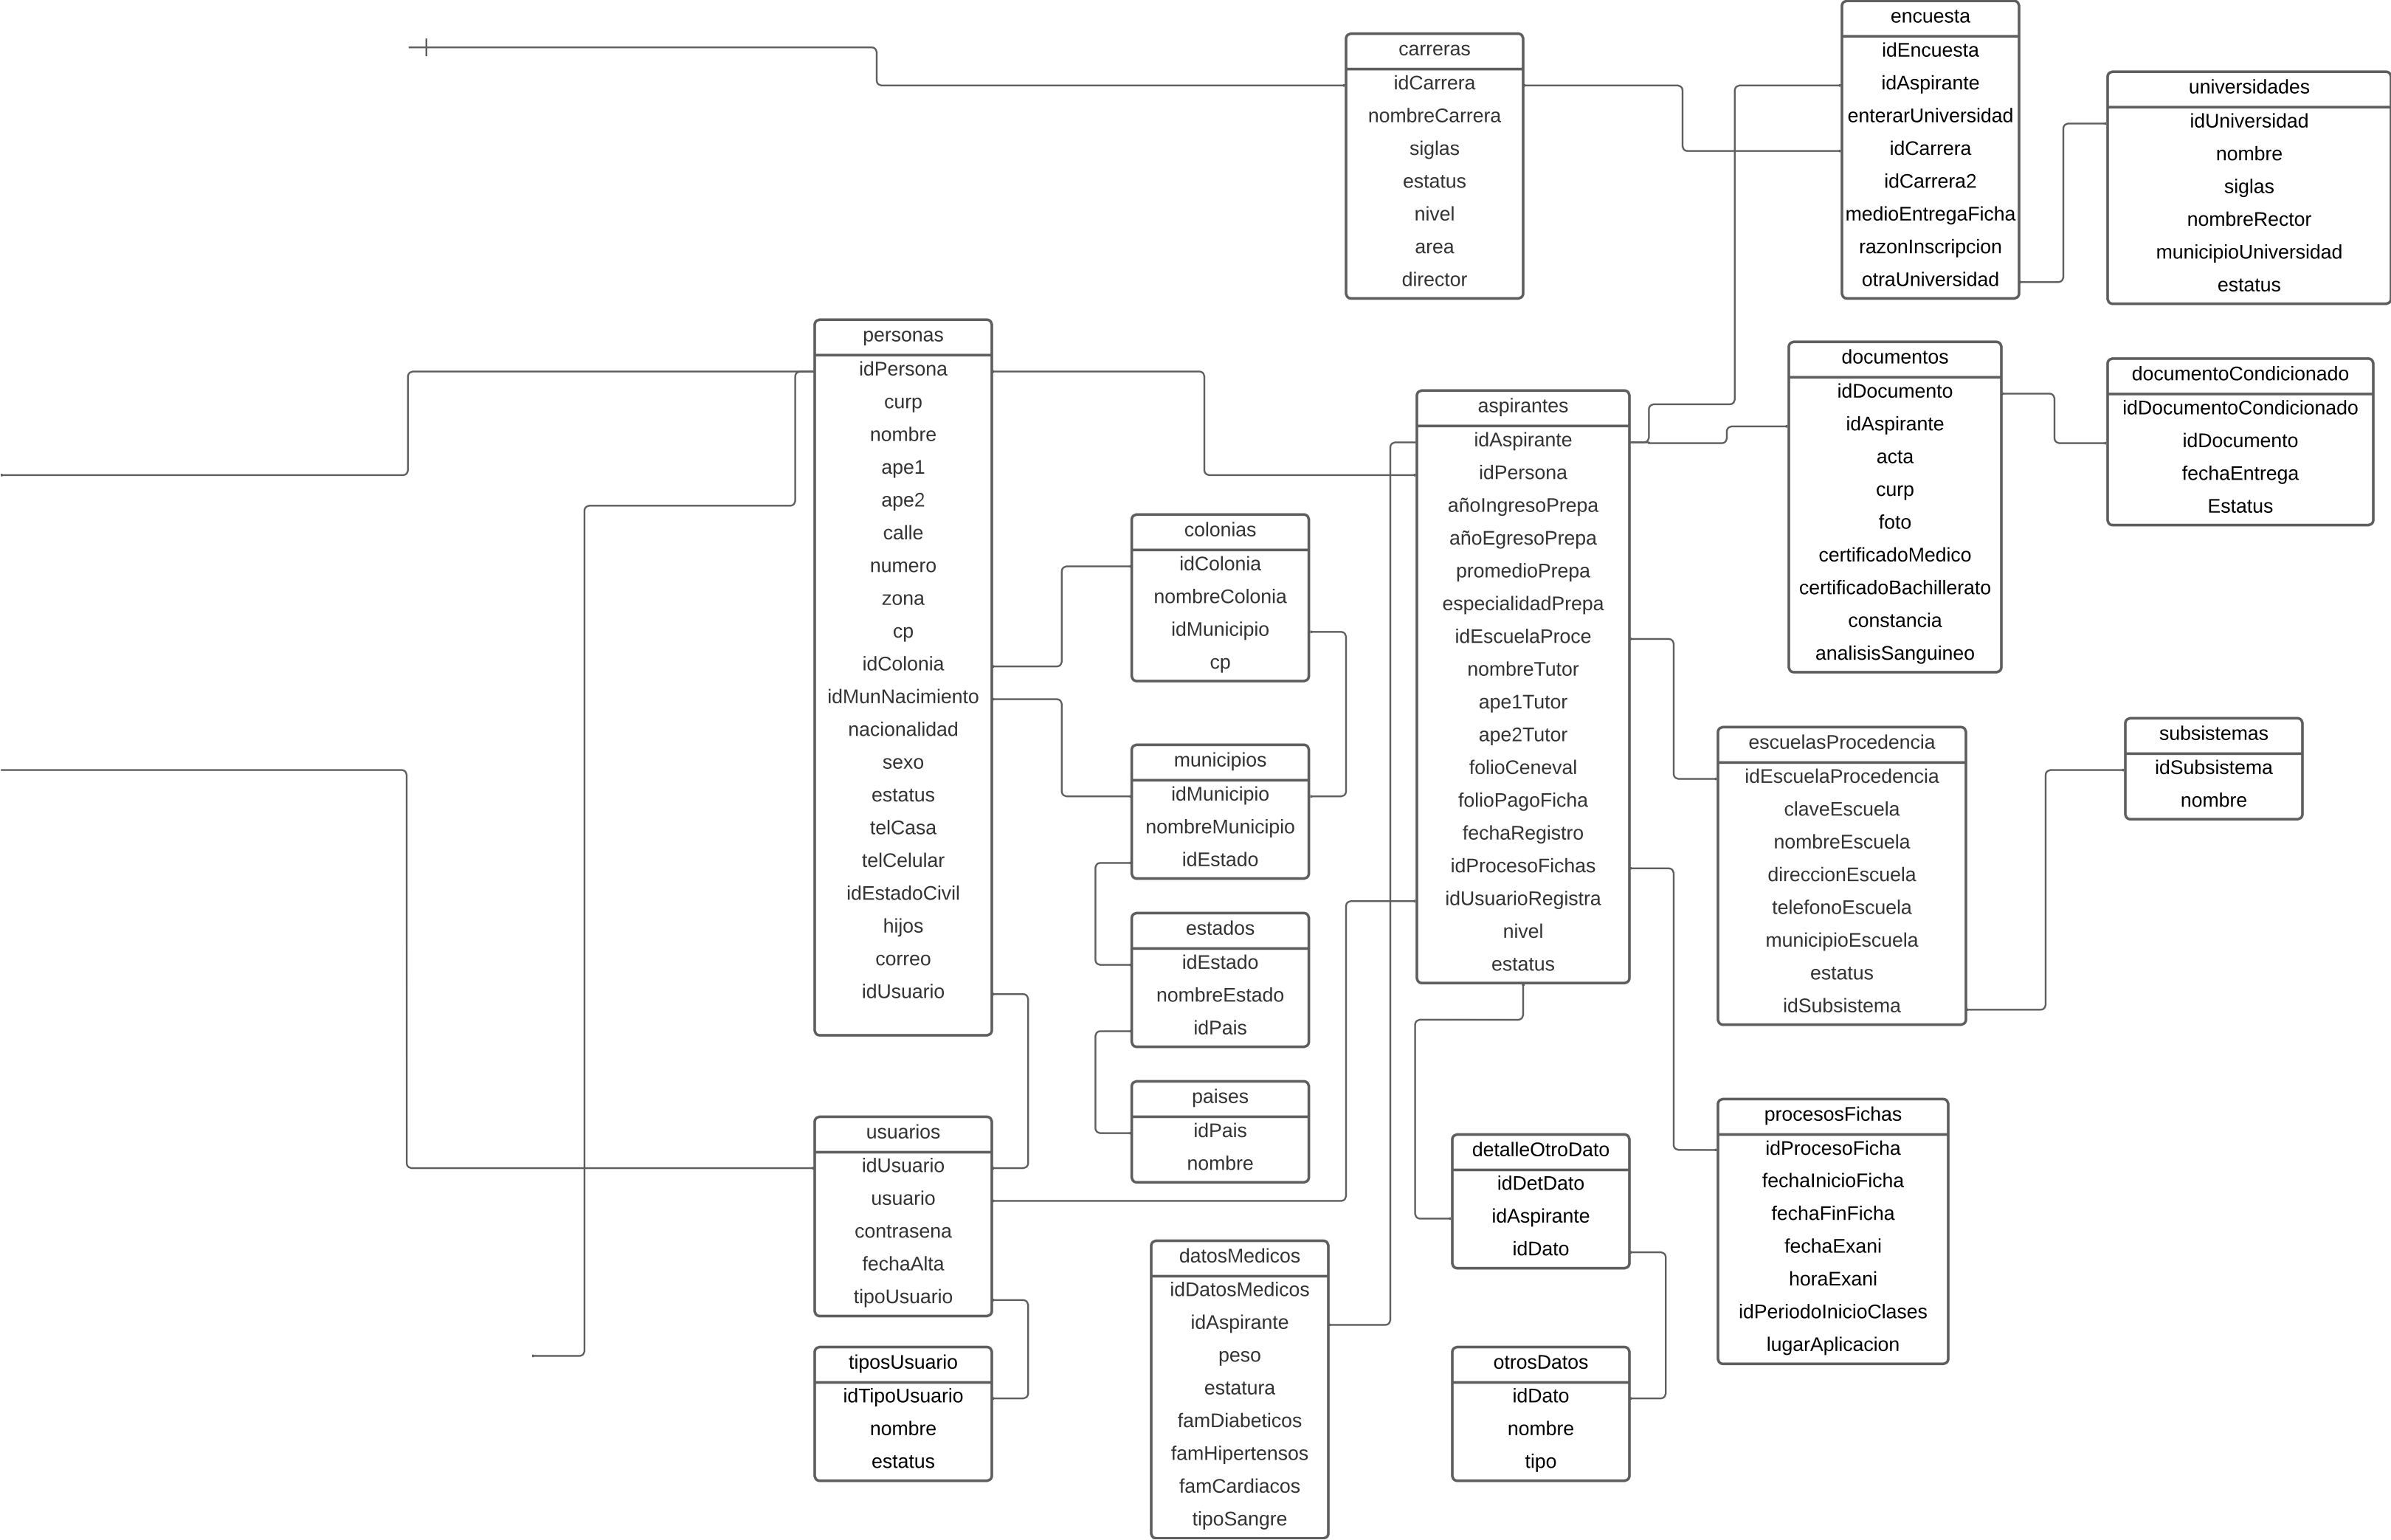 carreras
idCarrera
nombreCarrera
siglas
estatus
nivel
area
director
encuesta
idEncuesta
idAspirante
enterarUniversidad
idCarrera
idCarrera2
medioEntregaFicha
razonInscripcion
otraUniversidad
universidades
idUniversidad
nombre
siglas
nombreRector
municipioUniversidad
estatus
personas
idPersona
curp
nombre
ape1
ape2
calle
numero
zona
cp
idColonia
idMunNacimiento
nacionalidad
sexo
estatus
telCasa
telCelular
idEstadoCivil
hijos
correo
idUsuario
colonias
idColonia
nombreColonia
idMunicipio
cp
municipios
idMunicipio
nombreMunicipio
idEstado
estados
idEstado
nombreEstado
idPais
paises
idPais
nombre
aspirantes
idAspirante
idPersona
añoIngresoPrepa
añoEgresoPrepa
promedioPrepa
especialidadPrepa
idEscuelaProce
nombreTutor
ape1Tutor
ape2Tutor
folioCeneval
folioPagoFicha
fechaRegistro
idProcesoFichas
idUsuarioRegistra
nivel
estatus
documentos
idDocumento
idAspirante
acta
curp
foto
certificadoMedico
certificadoBachillerato
constancia
analisisSanguineo
documentoCondicionado
idDocumentoCondicionado
idDocumento
fechaEntrega
Estatus
escuelasProcedencia
idEscuelaProcedencia
claveEscuela
nombreEscuela
direccionEscuela
telefonoEscuela
municipioEscuela
estatus
idSubsistema
subsistemas
idSubsistema
nombre
usuarios
idUsuario
usuario
contrasena
fechaAlta
tipoUsuario
tiposUsuario
idTipoUsuario
nombre
estatus
datosMedicos
idDatosMedicos
idAspirante
peso
estatura
famDiabeticos
famHipertensos
famCardiacos
tipoSangre
detalleOtroDato
idDetDato
idAspirante
idDato
otrosDatos
idDato
nombre
tipo
procesosFichas
idProcesoFicha
fechaInicioFicha
fechaFinFicha
fechaExani
horaExani
idPeriodoInicioClases
lugarAplicacion